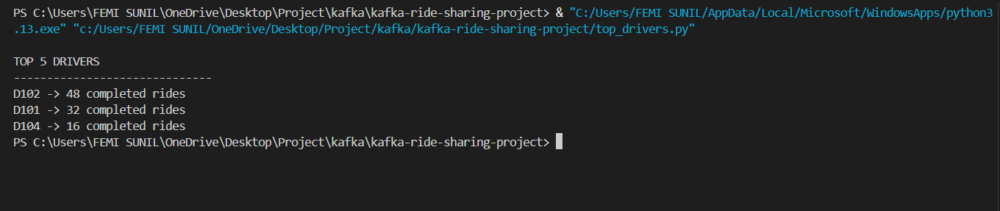 PS C:\Users\FEMI SUNIL\OneDrive\Desktop\Project\kafka\kafka-ride-sharing-project> & "C:/Users/FEMI SUNIL/AppData/Local/Microsoft/WindowsApps/python3
.13.exe" "c:/Users/FEMI SUNIL/OneDrive/Desktop/Project/kafka/kafka-ride-sharing-project/top_drivers.py"
TOP 5 DRIVERS
------------------------------
D102 -> 48 completed rides
D101 -> 32 completed rides
D104 -> 16 completed rides
PS C:\Users\FEMI SUNIL\OneDrive\Desktop\Project\kafka\kafka-ride-sharing-project>